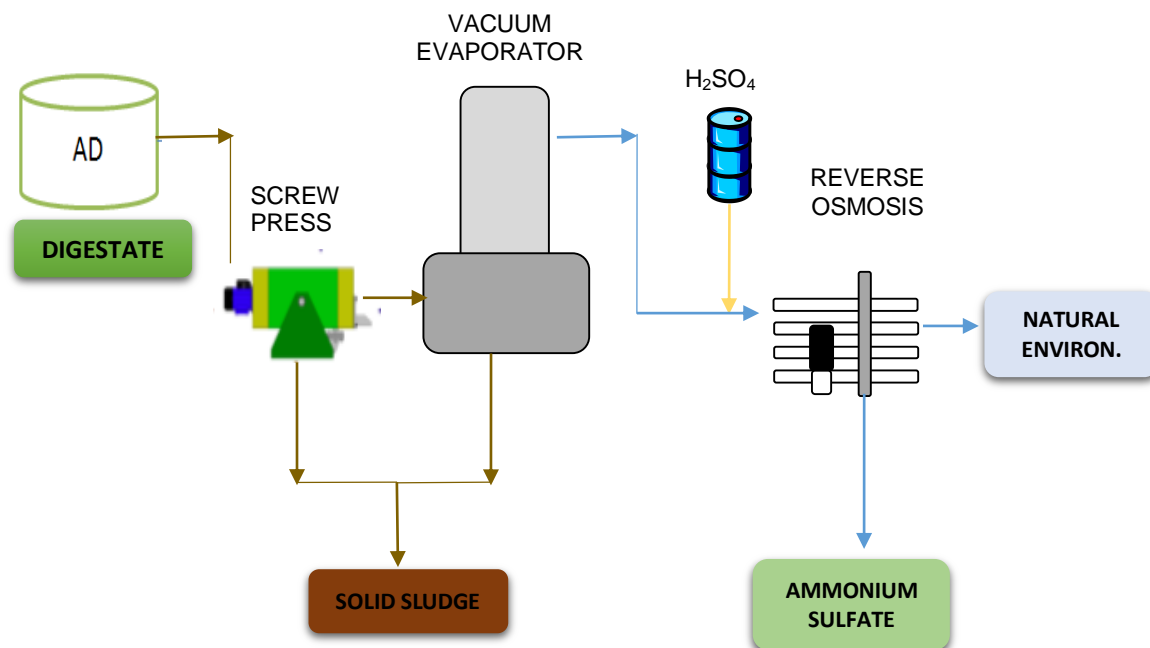 VACUUM
EVAPORATOR
H₂SO₄
AD
SCREW
PRESS
REVERSE
OSMOSIS
DIGESTATE
NATURAL
ENVIRON.
SOLID SLUDGE
AMMONIUM
SULFATE